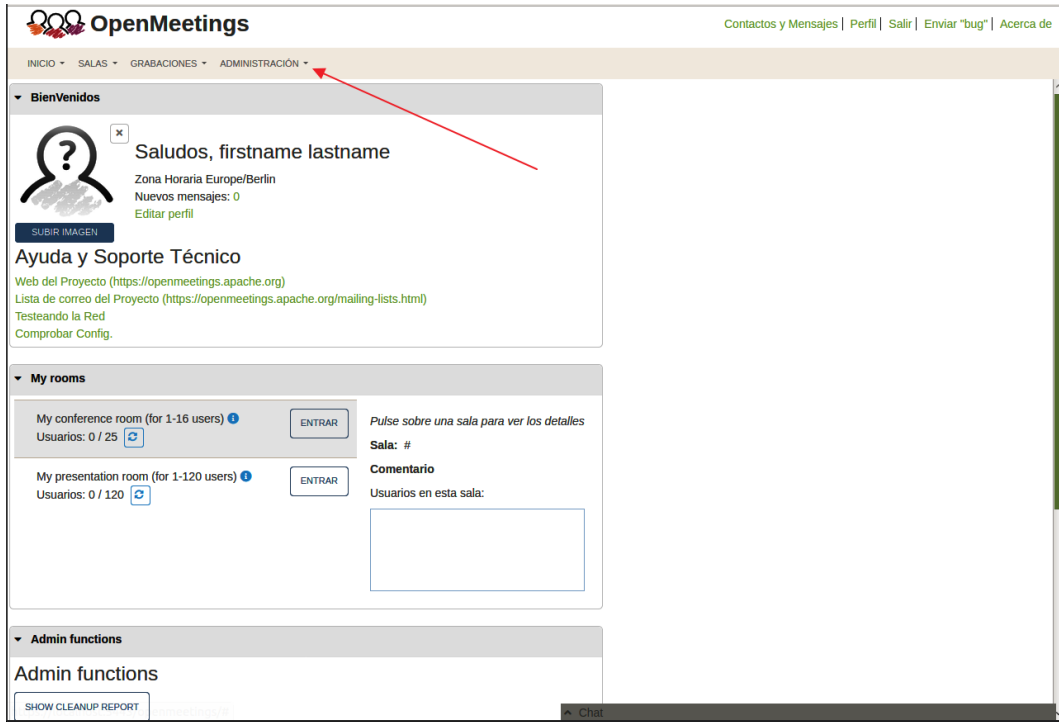 OpenMeetings
Contactos y Mensajes | Perfil | Salir | Enviar "bug" | Acerca de
INICIO SALAS GRABACIONES ADMINISTRACIÓN
BienVenidos
?
×
Saludos, firstname lastname
Zona Horaria Europe/Berlin
Nuevos mensajes: 0
Editar perfil
SUBIR IMAGEN
Ayuda y Soporte Técnico
Web del Proyecto (https://openmeetings.apache.org)
Lista de correo del Proyecto (https://openmeetings.apache.org/mailing-lists.html)
Testeando la Red
Comprobar Config.
My rooms
My conference room (for 1-16 users)
Usuarios: 0 / 25
ENTRAR
My presentation room (for 1-120 users)
Usuarios: 0 / 120
ENTRAR
Pulse sobre una sala para ver los detalles
Sala: #
Comentario
Usuarios en esta sala:
Admin functions
Admin functions
SHOW CLEANUP REPORT
Chat